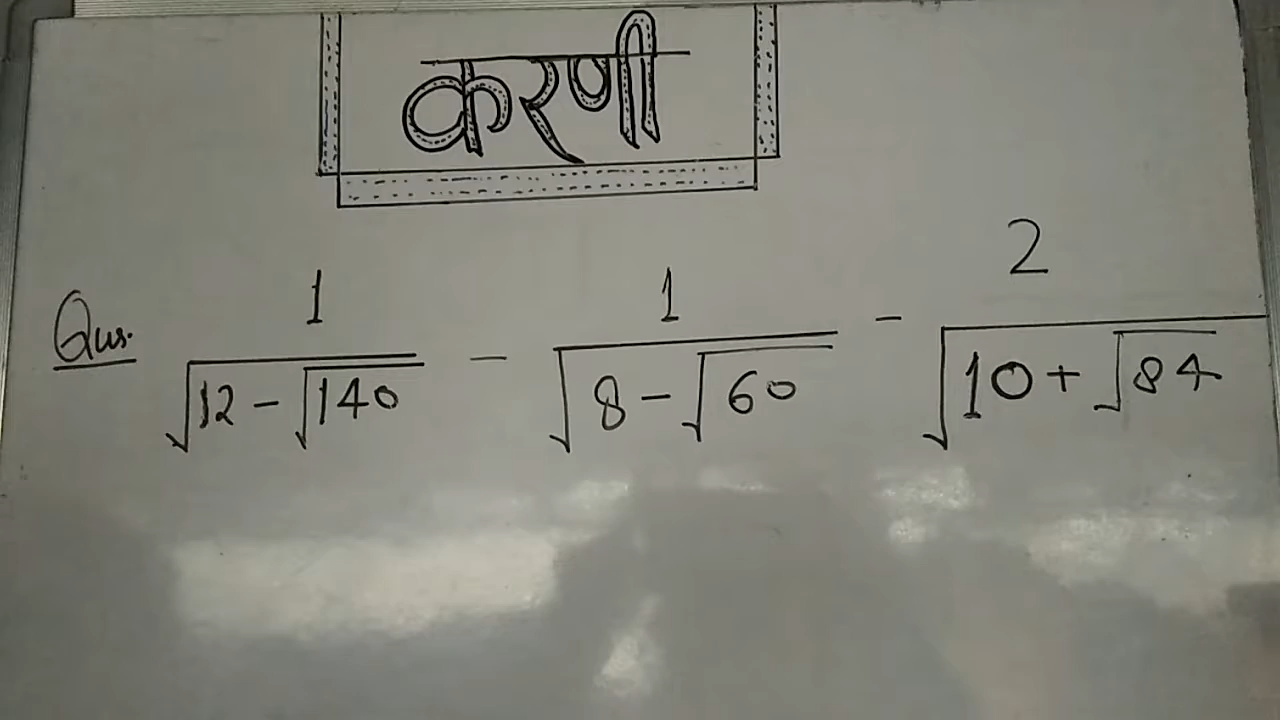 करणी
Qus. 1/√(12-√140) - 1/√(8-√60) - 2/√(10+√84)